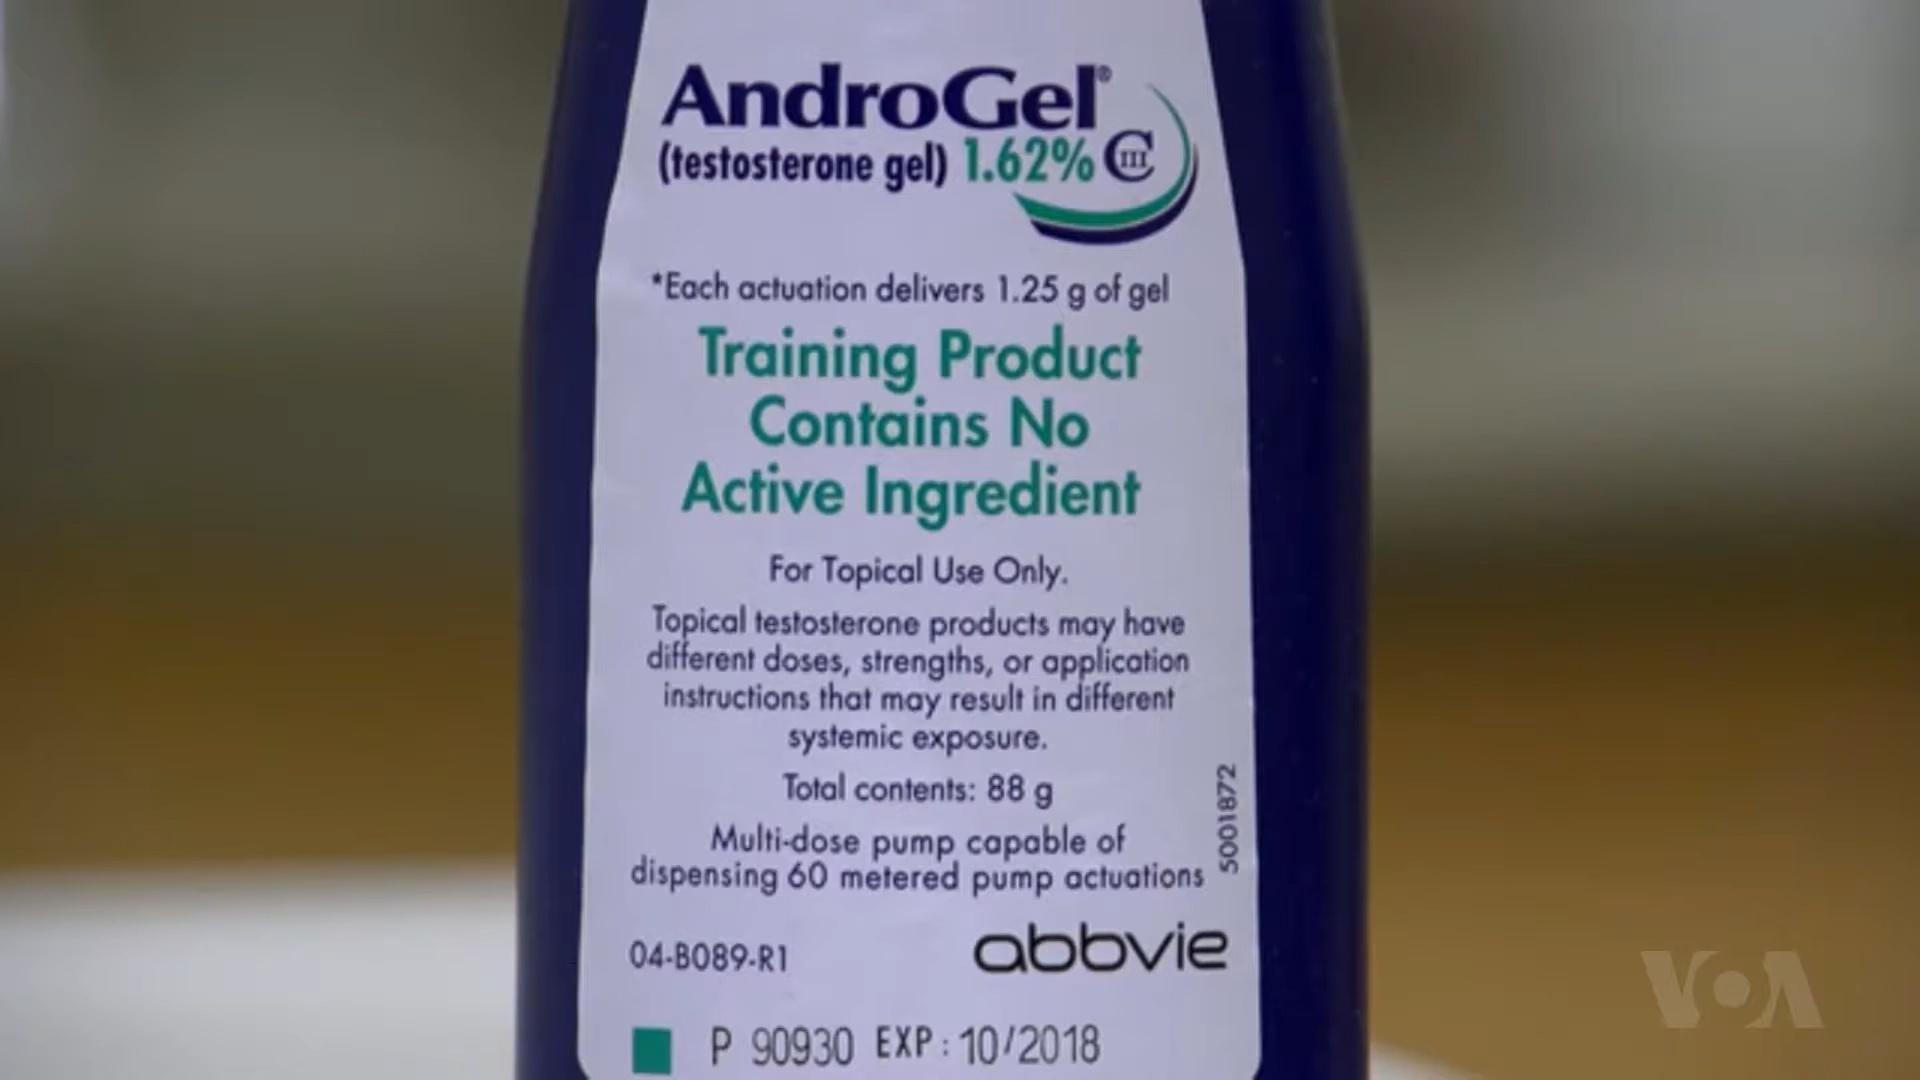 AndroGel®
(testosterone gel) 1.62% CIII
*Each actuation delivers 1.25 g of gel
Training Product
Contains No
Active Ingredient
For Topical Use Only.
Topical testosterone products may have
different doses, strengths, or application
instructions that may result in different
systemic exposure.
Total contents: 88 g
Multi-dose pump capable of
dispensing 60 metered pump actuations
5001872
04-B089-R1
abbvie
P 90930 EXP: 10/2018
VOA